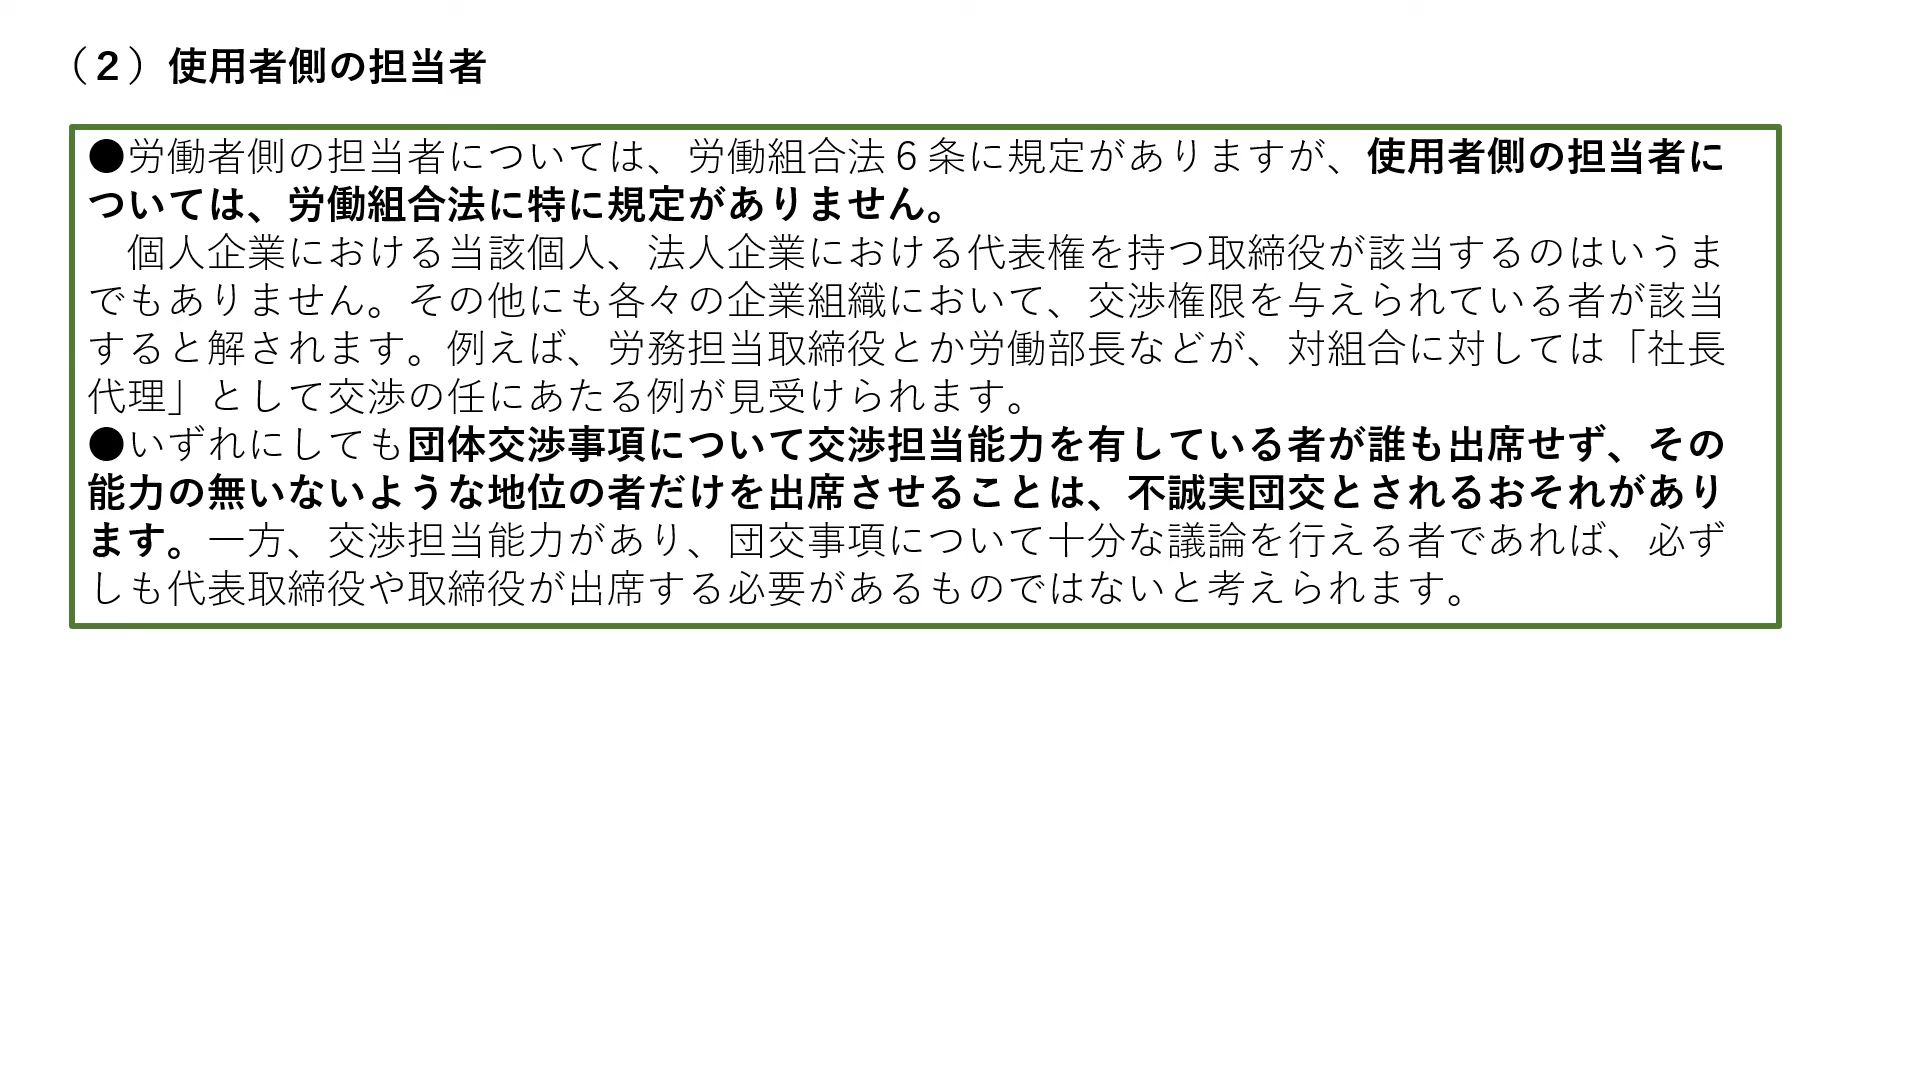 （２）使用者側の担当者
●労働者側の担当者については、労働組合法６条に規定がありますが、使用者側の担当者に
ついては、労働組合法に特に規定がありません。
　個人企業における当該個人、法人企業における代表権を持つ取締役が該当するのはいうま
でもありません。その他にも各々の企業組織において、交渉権限を与えられている者が該当
すると解されます。例えば、労務担当取締役とか労働部長などが、対組合に対しては「社長
代理」として交渉の任にあたる例が見受けられます。
●いずれにしても団体交渉事項について交渉担当能力を有している者が誰も出席せず、その
能力の無いないような地位の者だけを出席させることは、不誠実団交とされるおそれがあり
ます。一方、交渉担当能力があり、団交事項について十分な議論を行える者であれば、必ず
しも代表取締役や取締役が出席する必要があるものではないと考えられます。